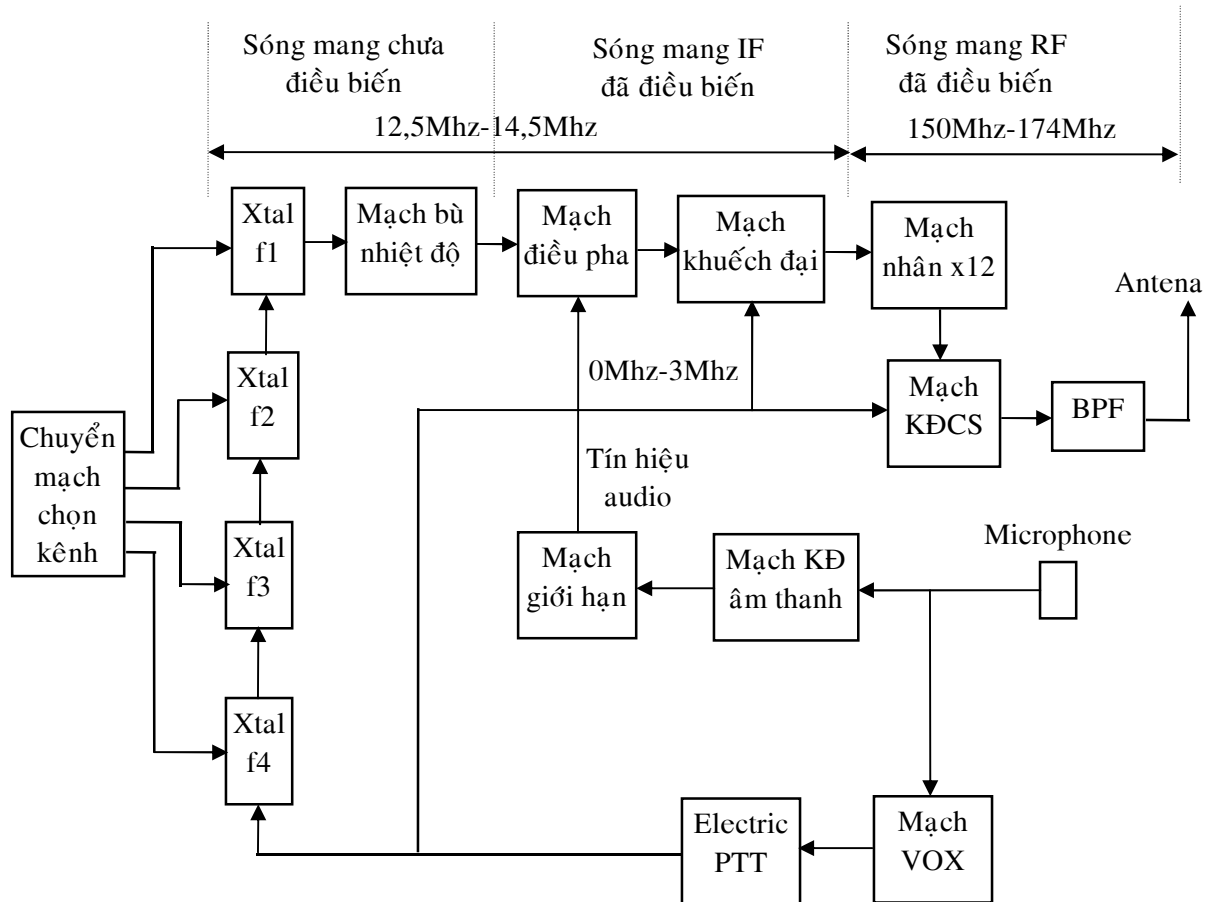 Sóng mang chưa
điều biến
Sóng mang IF
đã điều biến
Sóng mang RF
đã điều biến
12,5Mhz-14,5Mhz
150Mhz-174Mhz
Xtal
f1
Mạch bù
nhiệt độ
Mạch
điều pha
Mạch
khuếch đại
Mạch
nhân x12
Antena
Xtal
f2
0Mhz-3Mhz
Mạch
KĐCS
BPF
Chuyển
mạch
chọn
kênh
Tín hiệu
audio
Xtal
f3
Mạch
giới hạn
Mạch KĐ
âm thanh
Microphone
Xtal
f4
Electric
PTT
Mạch
VOX